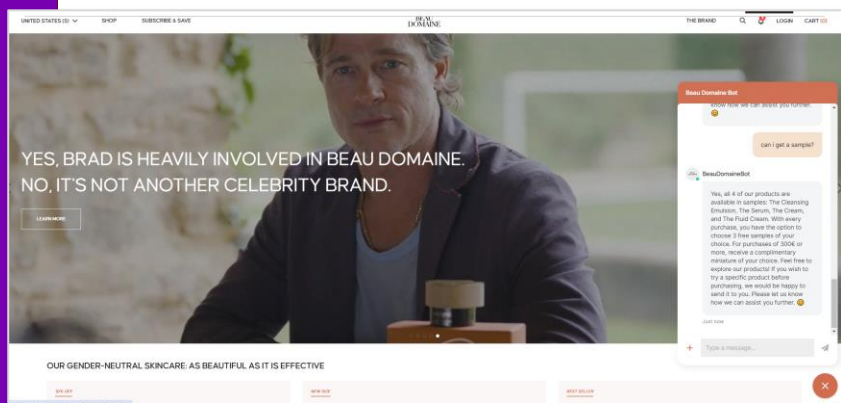 UNITED STATES ($)
SHOP
SUBSCRIBE & SAVE
BEAU
DOMAINE
THE BRAND
LOGIN
CART (0)
YES, BRAD IS HEAVILY INVOLVED IN BEAU DOMAINE.
NO, IT'S NOT ANOTHER CELEBRITY BRAND.
LEARN MORE
Beau Domaine Bot
know how we can assist you further.
can i get a sample?
BeauDomaineBot
Yes, all 4 of our products are
available in samples: The Cleansing
Emulsion, The Serum, The Cream,
and The Fluid Cream. With every
purchase, you have the option to
choose 3 free samples of your
choice. For purchases of 300€ or
more, receive a complimentary
miniature of your choice. Feel free to
explore our products! If you wish to
try a specific product before
purchasing, we would be happy to
send it to you. Please let us know
how we can assist you further. 😊
Just now
Type a message...
OUR GENDER-NEUTRAL SKINCARE: AS BEAUTIFUL AS IT IS EFFECTIVE
NEW SIZE
BEST SELLER